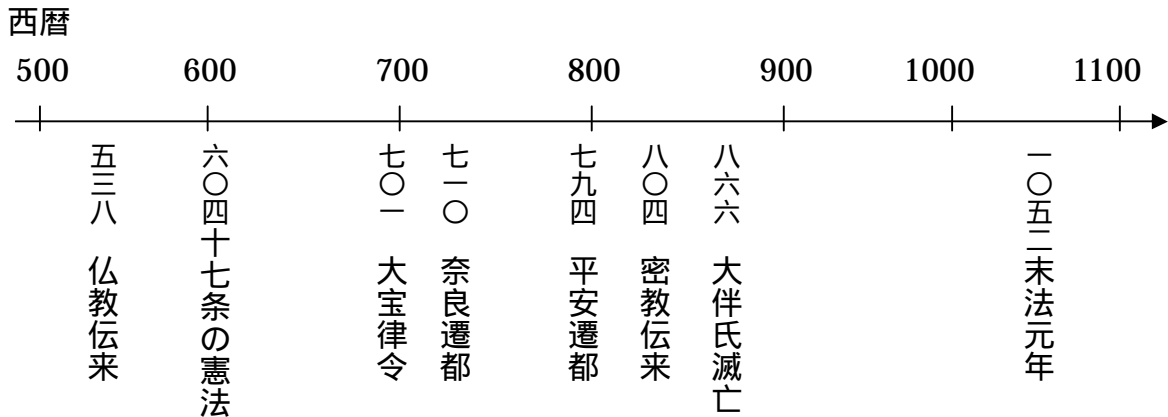 西暦
500 600 700 800 900 1000 1100
五三八 仏教伝来
六〇四十七条の憲法
七〇一 大宝律令
七一〇 奈良遷都
七九四 平安遷都
八〇四 密教伝来
八六六 大伴氏滅亡
一〇五二末法元年